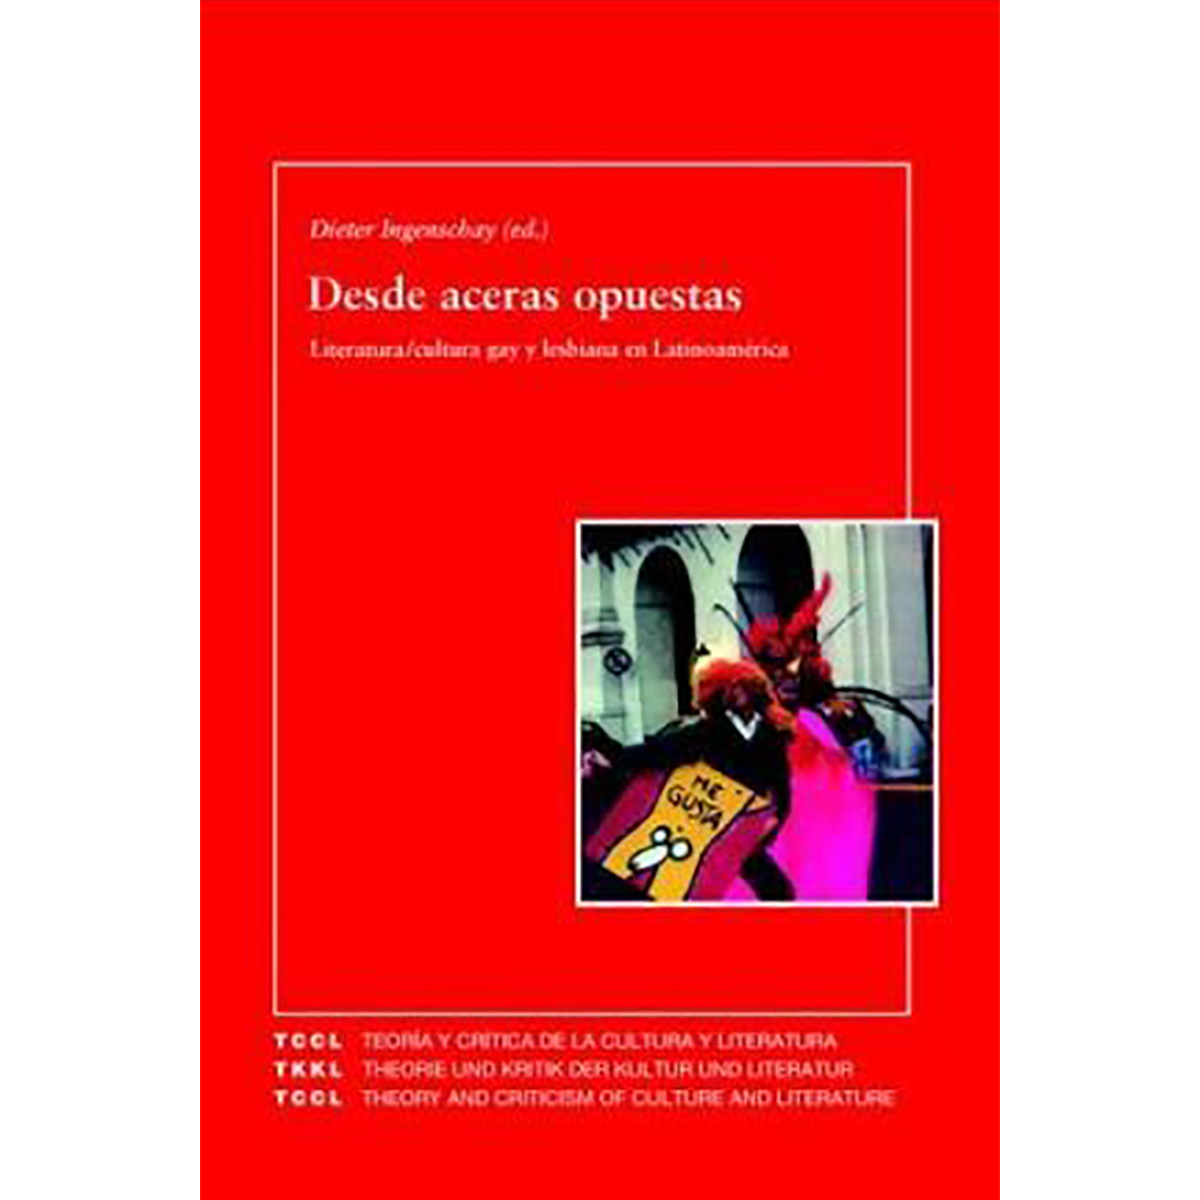 Dieter Ingenschay (ed.)
Desde aceras opuestas
Literatura/cultura gay y lesbiana en Latinoamérica
ME
GUSTA
TCCL TEORÍA Y CRÍTICA DE LA CULTURA Y LITERATURA
TKKL THEORIE UND KRITIK DER KULTUR UND LITERATUR
TCCL THEORY AND CRITICISM OF CULTURE AND LITERATURE